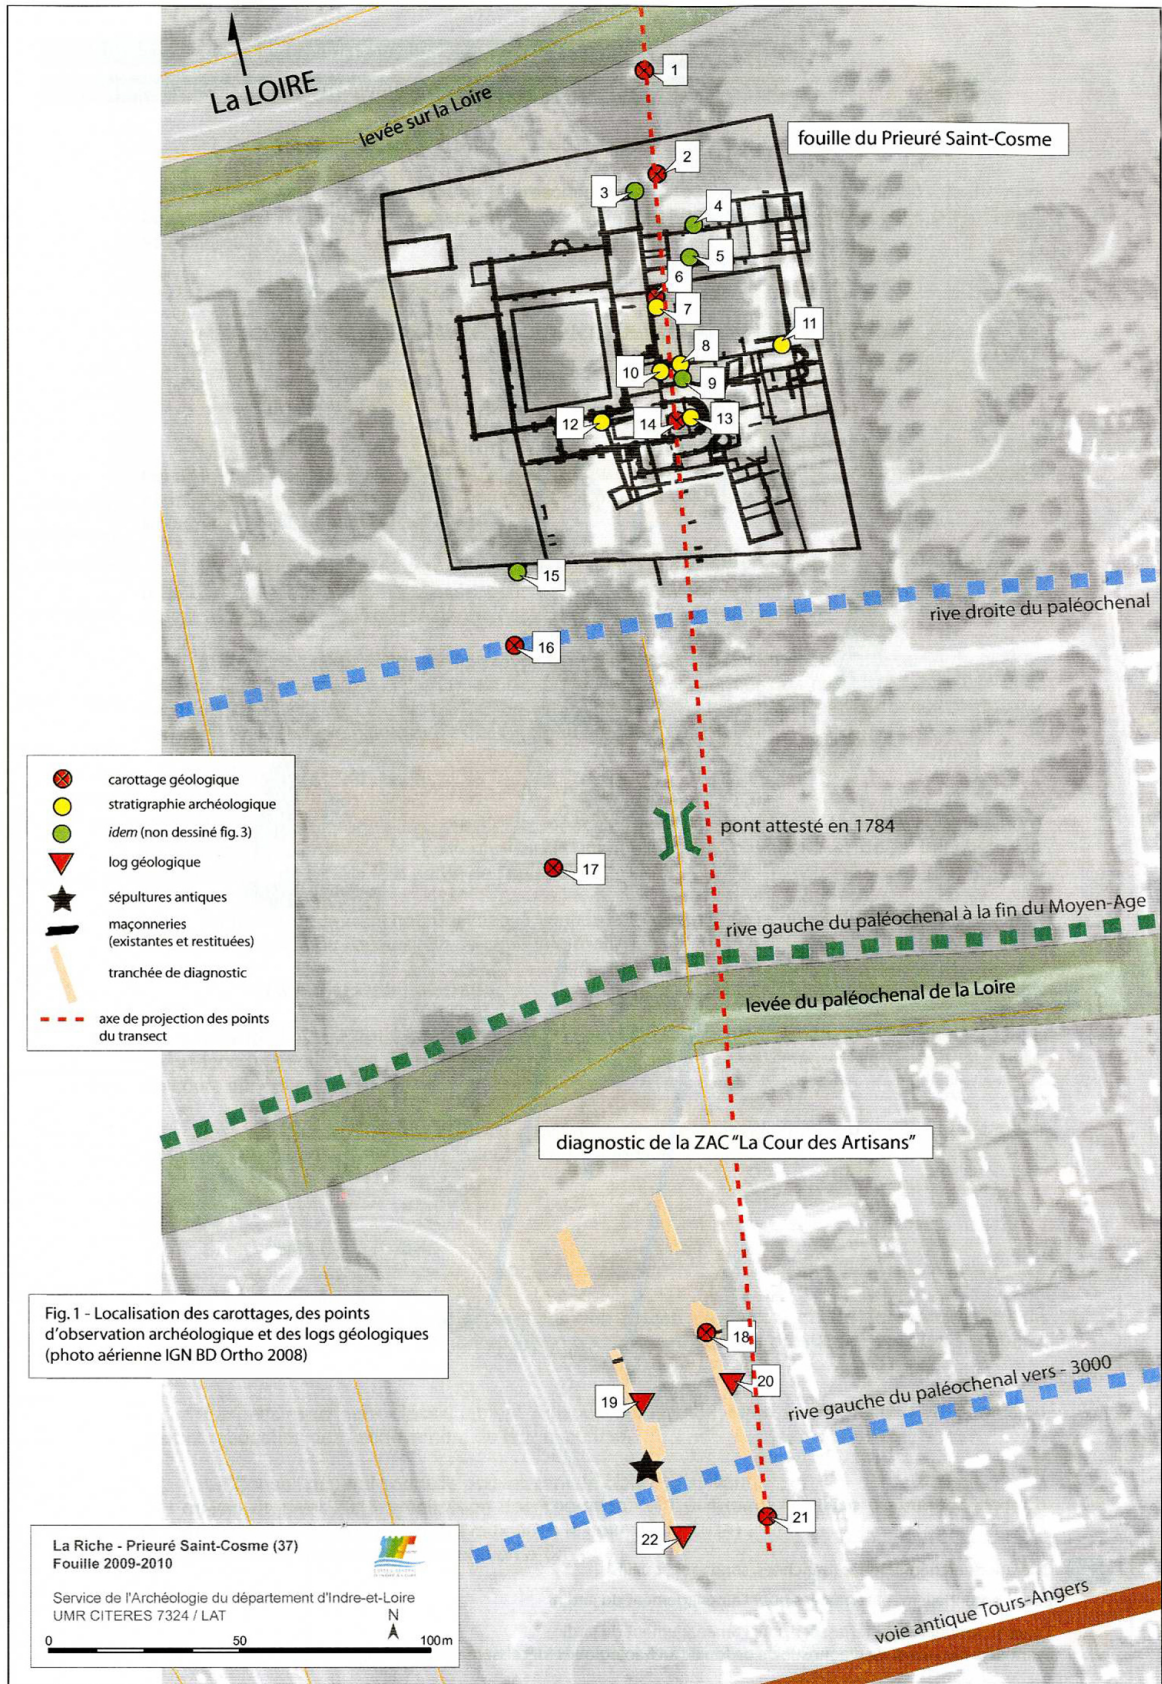 La LOIRE
levée sur la Loire
1
fouille du Prieuré Saint-Cosme
2
3
4
5
6
7
11
8
10
9
12
14
13
15
rive droite du paléochenal
16
carottage géologique
stratigraphie archéologique
idem (non dessiné fig. 3)
log géologique
sépultures antiques
maçonneries
(existantes et restituées)
tranchée de diagnostic
axe de projection des points
du transect
pont attesté en 1784
17
rive gauche du paléochenal à la fin du Moyen-Age
levée du paléochenal de la Loire
diagnostic de la ZAC "La Cour des Artisans"
Fig. 1 - Localisation des carottages, des points
d'observation archéologique et des logs géologiques
(photo aérienne IGN BD Ortho 2008)
18
20
19
rive gauche du paléochenal vers - 3000
21
22
La Riche - Prieuré Saint-Cosme (37)
Fouille 2009-2010
Service de l'Archéologie du département d'Indre-et-Loire
UMR CITERES 7324 / LAT
N
0 50 100 m
voie antique Tours-Angers